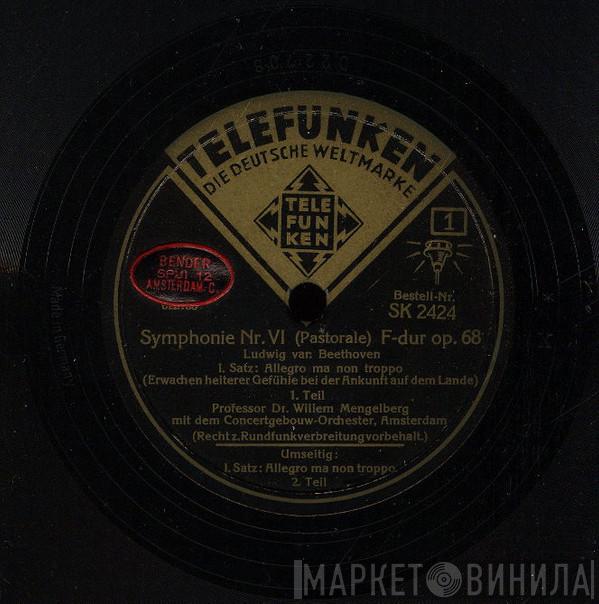 TELEFUNKEN
DIE DEUTSCHE WELTMARKE
TELE
FUN
KEN
1
BENDER
SPUI 12
AMSTERDAM-C.
Bestell-Nr.
SK 2424
Symphonie Nr. VI (Pastorale) F-dur op. 68
Ludwig van Beethoven
I. Satz: Allegro ma non troppo
(Erwachen heiterer Gefühle bei der Ankunft auf dem Lande)
1. Teil
Professor Dr. Willem Mengelberg
mit dem Concertgebouw-Orchester, Amsterdam
(Recht z. Rundfunkverbreitung vorbehalt.)
Umseitig:
I. Satz: Allegro ma non troppo
2. Teil
Made in Germany
МАРКЕТ ВИНИЛА